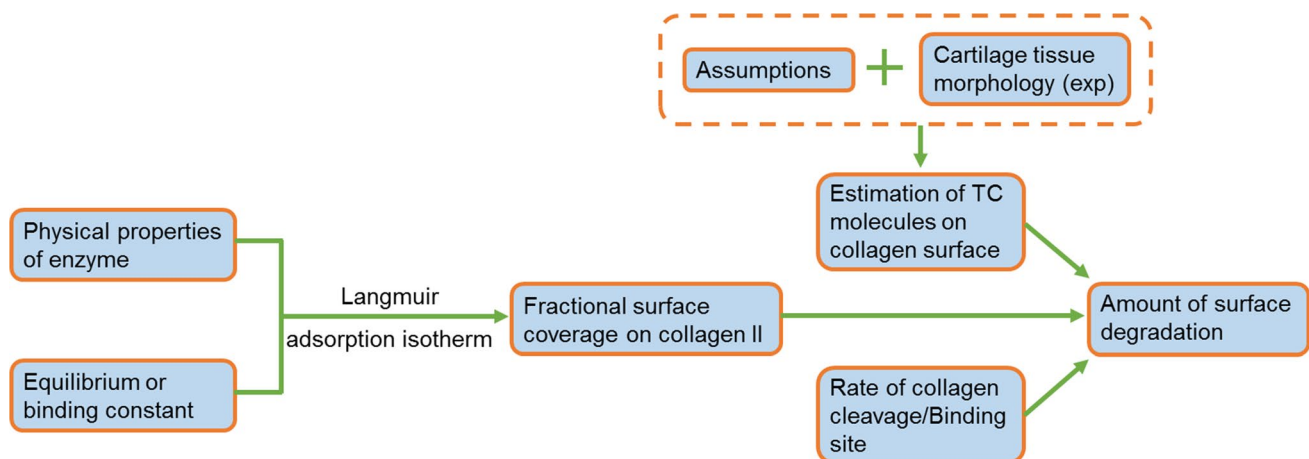 Assumptions
Cartilage tissue
morphology (exp)
Estimation of TC
molecules on
collagen surface
Physical properties
of enzyme
Langmuir
adsorption isotherm
Equilibrium or
binding constant
Fractional surface
coverage on collagen II
Amount of surface
degradation
Rate of collagen
cleavage/Binding
site